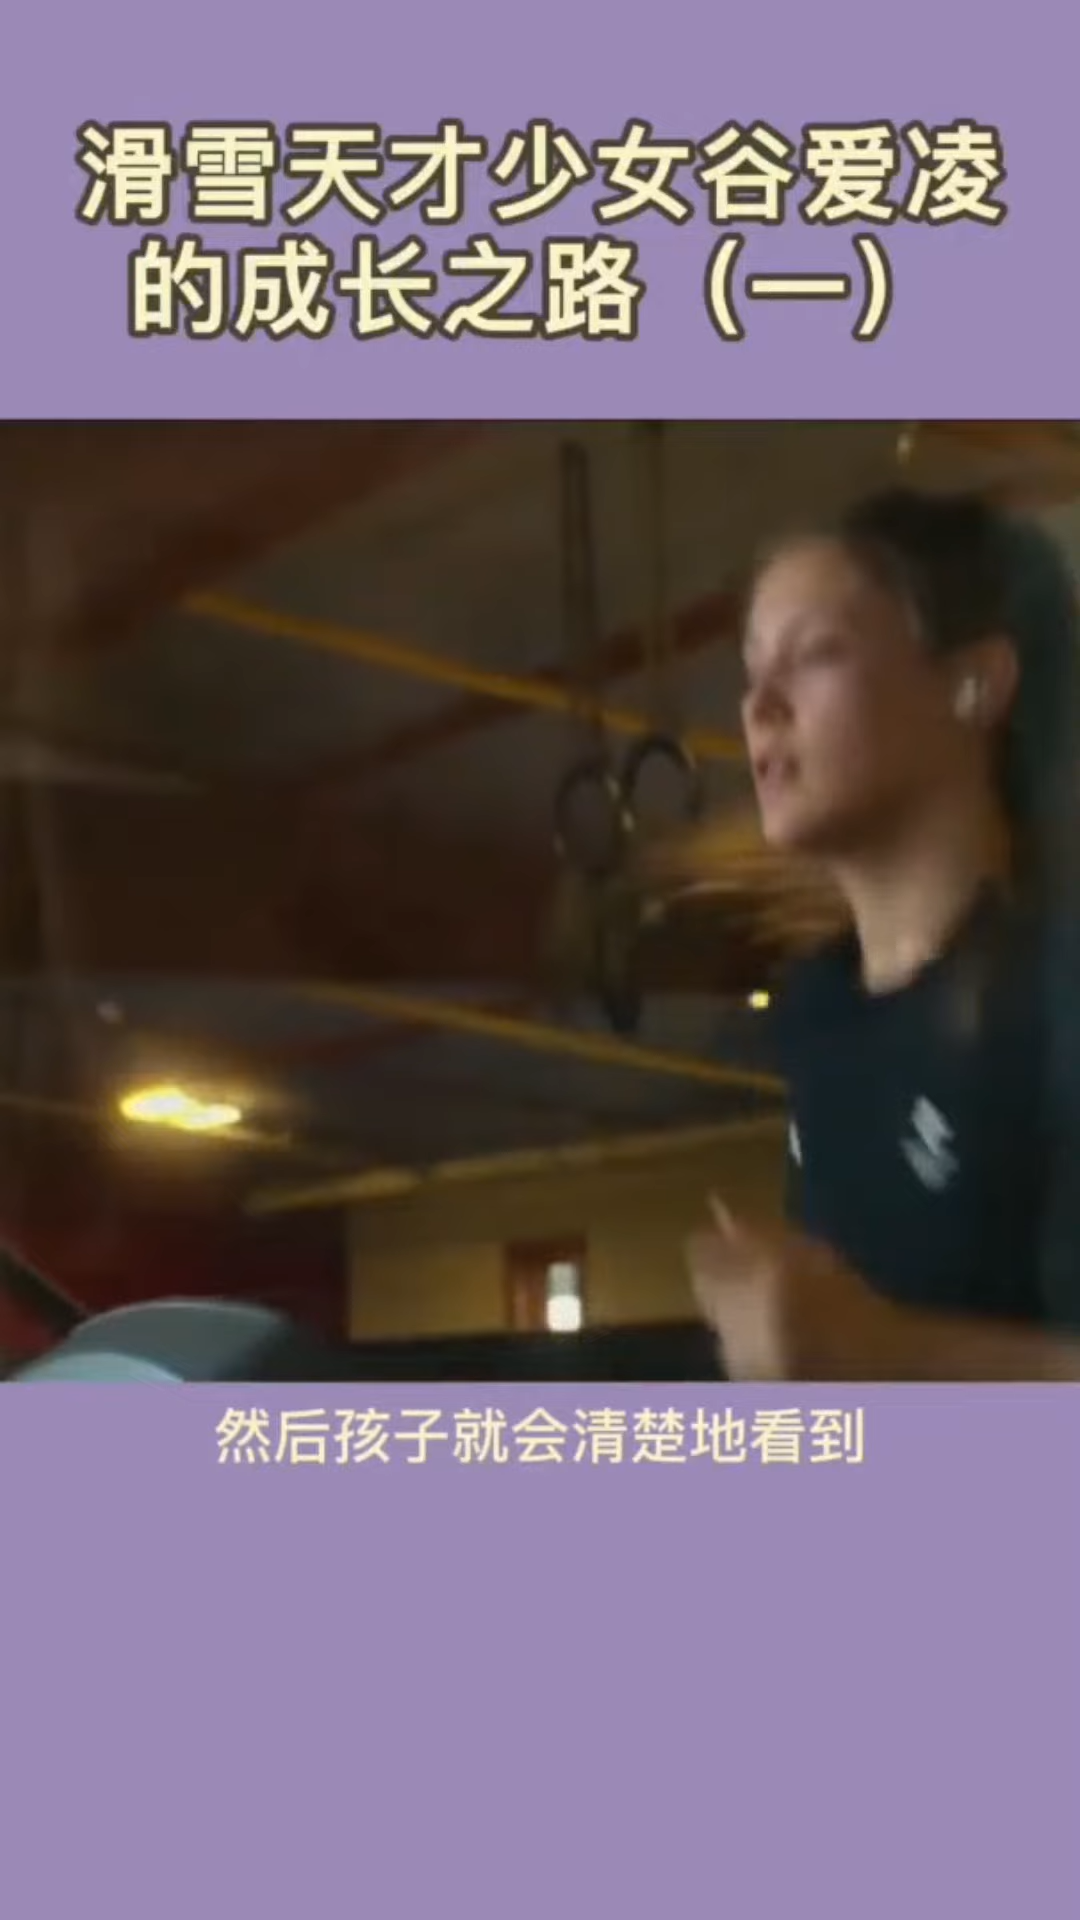 滑雪天才少女谷爱凌
的成长之路（一）
然后孩子就会清楚地看到